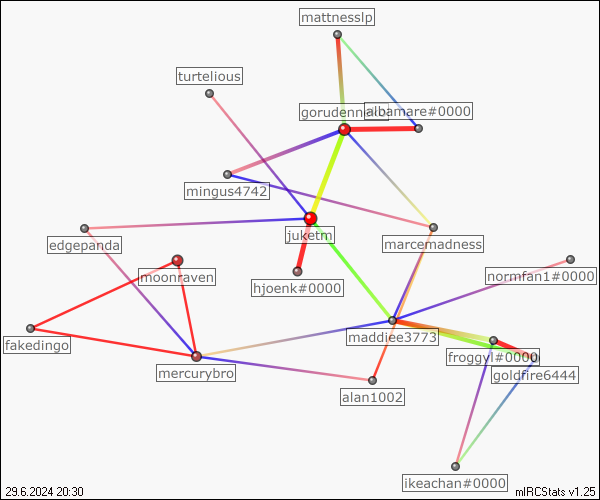 mattnesslp
turtelious
albamare#0000
mingus4742
juketm
marcemadness
edgepanda
moonraven
normfan1#0000
hjoenk#0000
fakedingo
maddiee3773
froggyl#0000
mercurybro
goldfire6444
alan1002
ikeachan#0000
29.6.2024 20:30
mIRCStats v1.25